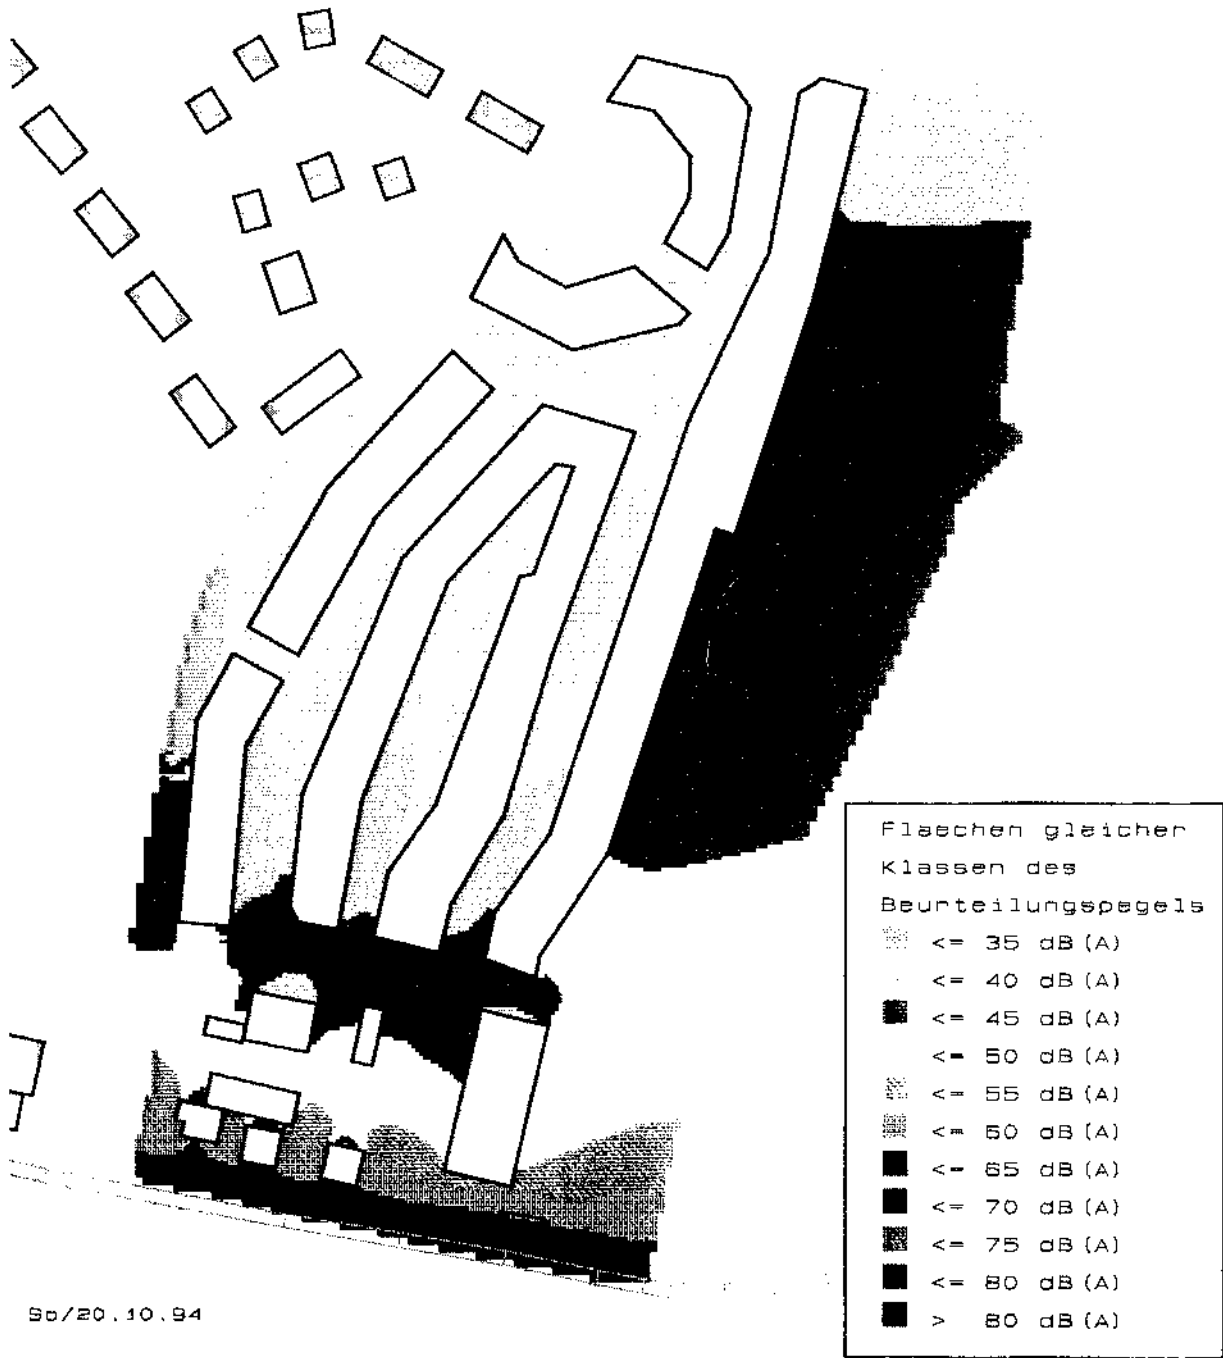 Flaechen gleicher
Klassen des
Beurteilungspegels
<= 35 dB(A)
<= 40 dB(A)
<= 45 dB(A)
<= 50 dB(A)
<= 55 dB(A)
<= 60 dB(A)
<= 65 dB(A)
<= 70 dB(A)
<= 75 dB(A)
<= 80 dB(A)
> 80 dB(A)
Sb/20.10.94